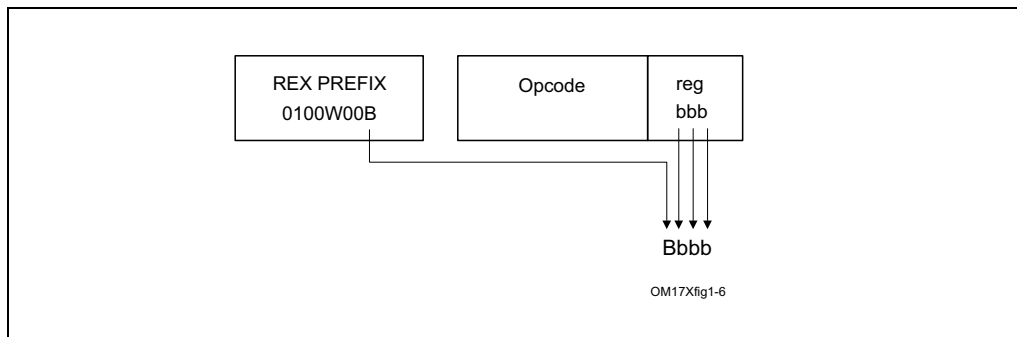 REX PREFIX
0100W00B
Opcode
reg
bbb
Bbbb
OM17Xfig1-6